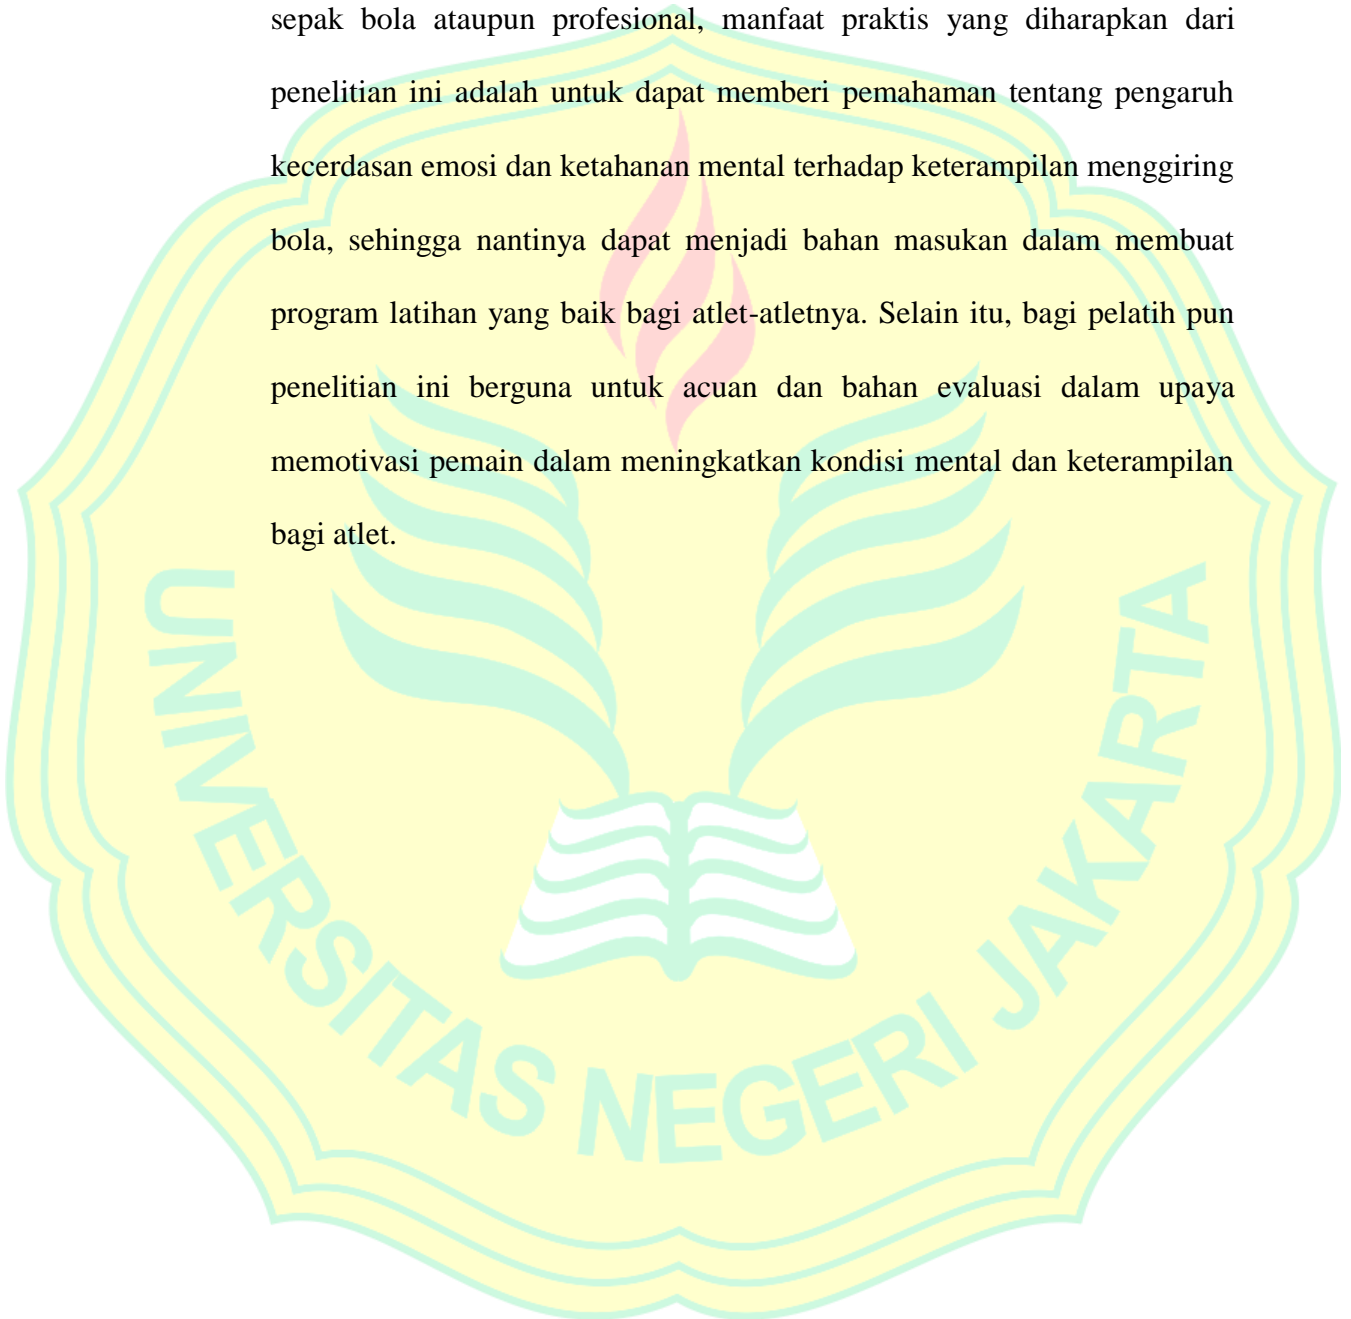 sepak bola ataupun profesional, manfaat praktis yang diharapkan dari
penelitian ini adalah untuk dapat memberi pemahaman tentang pengaruh
kecerdasan emosi dan ketahanan mental terhadap keterampilan menggiring
bola, sehingga nantinya dapat menjadi bahan masukan dalam membuat
program latihan yang baik bagi atlet-atletnya. Selain itu, bagi pelatih pun
penelitian ini berguna untuk acuan dan bahan evaluasi dalam upaya
memotivasi pemain dalam meningkatkan kondisi mental dan keterampilan
bagi atlet.
UNIVERSITAS NEGERI JAKARTA